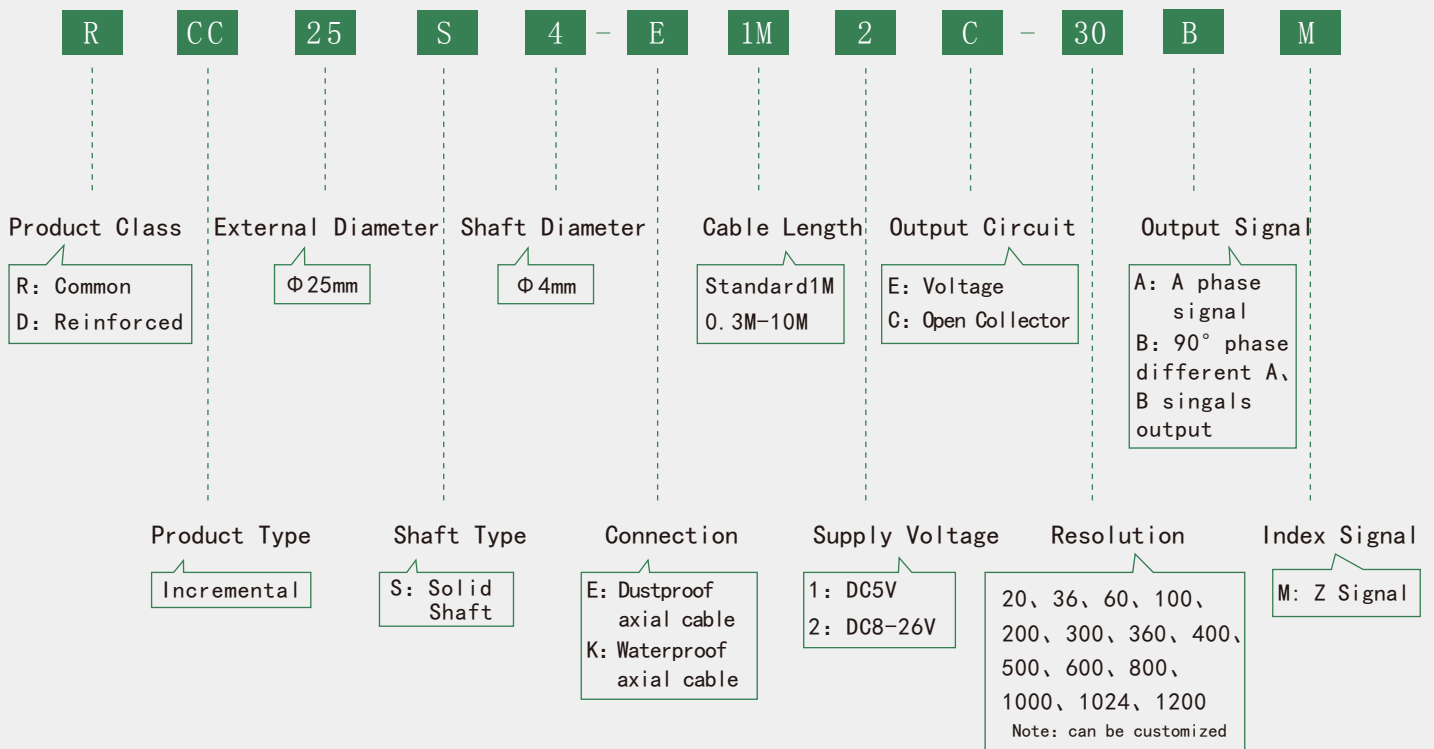 R CC 25 S 4 - E 1M 2 C - 30 B M
Product Class
R: Common
D: Reinforced
External Diameter
Φ25mm
Shaft Diameter
Φ4mm
Cable Length
Standard1M
0.3M-10M
Output Circuit
E: Voltage
C: Open Collector
Output Signal
A: A phase
signal
B: 90° phase
different A、
B singals
output
Product Type
Incremental
Shaft Type
S: Solid
Shaft
Connection
E: Dustproof
axial cable
K: Waterproof
axial cable
Supply Voltage
1: DC5V
2: DC8-26V
Resolution
20、36、60、100、
200、300、360、400、
500、600、800、
1000、1024、1200
Note: can be customized
Index Signal
M: Z Signal